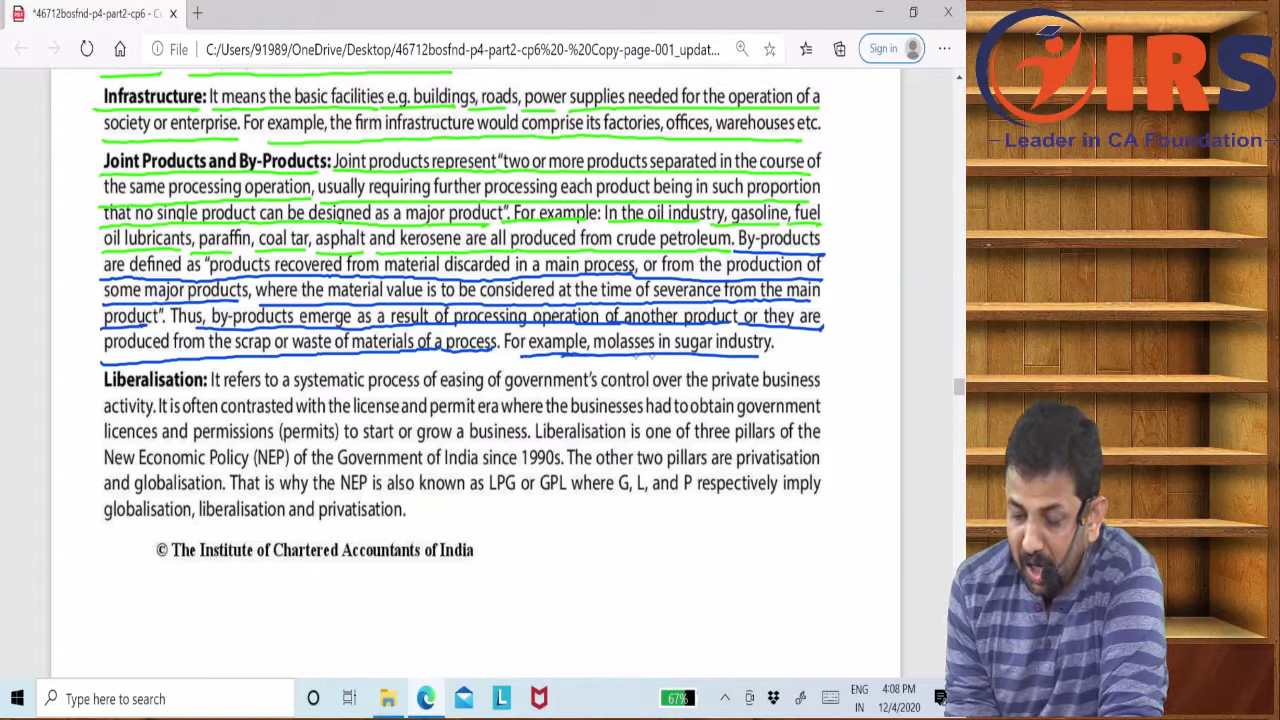 *46712bosfnd-p4-part2-cp6 - Co
File
C:/Users/91989/OneDrive/Desktop/46712bosfnd-p4-part2-cp6%20-%20Copy-page-001_updat...
Sign in
IRS
Leader in CA Foundation
Infrastructure: It means the basic facilities e.g. buildings, roads, power supplies needed for the operation of a
society or enterprise. For example, the firm infrastructure would comprise its factories, offices, warehouses etc.
Joint Products and By-Products: Joint products represent "two or more products separated in the course of
the same processing operation, usually requiring further processing each product being in such proportion
that no single product can be designed as a major product". For example: In the oil industry, gasoline, fuel
oil lubricants, paraffin, coal tar, asphalt and kerosene are all produced from crude petroleum. By-products
are defined as "products recovered from material discarded in a main process, or from the production of
some major products, where the material value is to be considered at the time of severance from the main
product". Thus, by-products emerge as a result of processing operation of another product or they are
produced from the scrap or waste of materials of a process. For example, molasses in sugar industry.
Liberalisation: It refers to a systematic process of easing of government's control over the private business
activity. It is often contrasted with the license and permit era where the businesses had to obtain government
licences and permissions (permits) to start or grow a business. Liberalisation is one of three pillars of the
New Economic Policy (NEP) of the Government of India since 1990s. The other two pillars are privatisation
and globalisation. That is why the NEP is also known as LPG or GPL where G, L, and P respectively imply
globalisation, liberalisation and privatisation.
© The Institute of Chartered Accountants of India
Type here to search
67%
ENG
IN
4:08 PM
12/4/2020